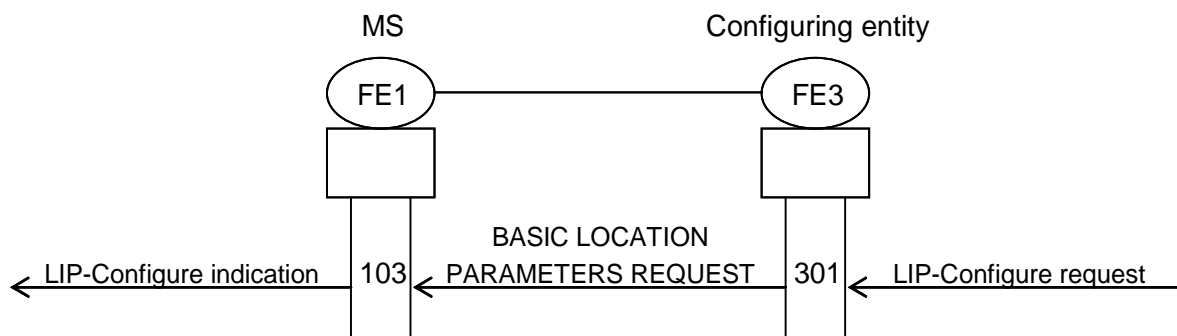 MS
Configuring entity
FE1
FE3
BASIC LOCATION
LIP-Configure indication
103
PARAMETERS REQUEST
301
LIP-Configure request